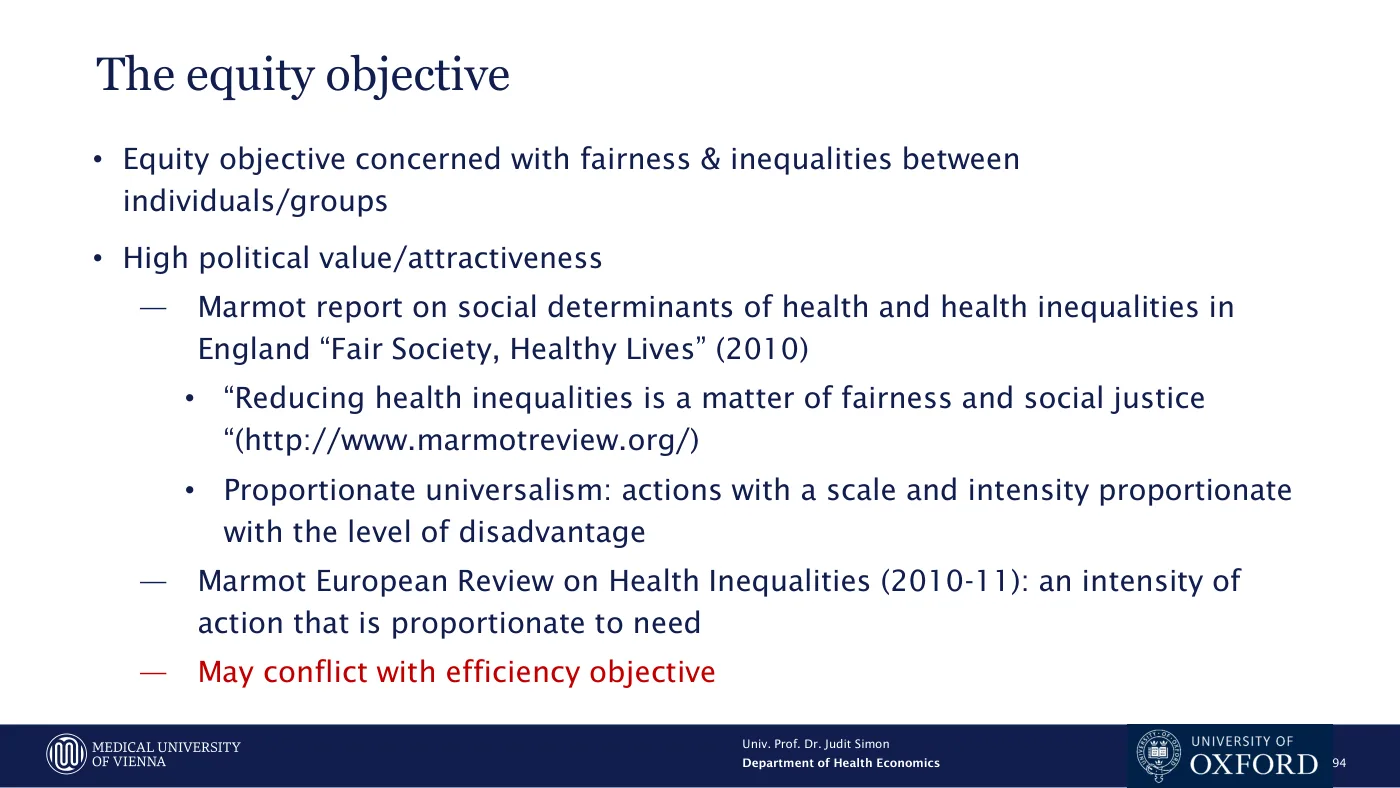 The equity objective
• Equity objective concerned with fairness & inequalities between
individuals/groups
• High political value/attractiveness
— Marmot report on social determinants of health and health inequalities in
England “Fair Society, Healthy Lives” (2010)
• “Reducing health inequalities is a matter of fairness and social justice
“(http://www.marmotreview.org/)
• Proportionate universalism: actions with a scale and intensity proportionate
with the level of disadvantage
— Marmot European Review on Health Inequalities (2010-11): an intensity of
action that is proportionate to need
— May conflict with efficiency objective
MEDICAL UNIVERSITY
OF VIENNA
Univ. Prof. Dr. Judit Simon
Department of Health Economics
UNIVERSITY OF
OXFORD
94